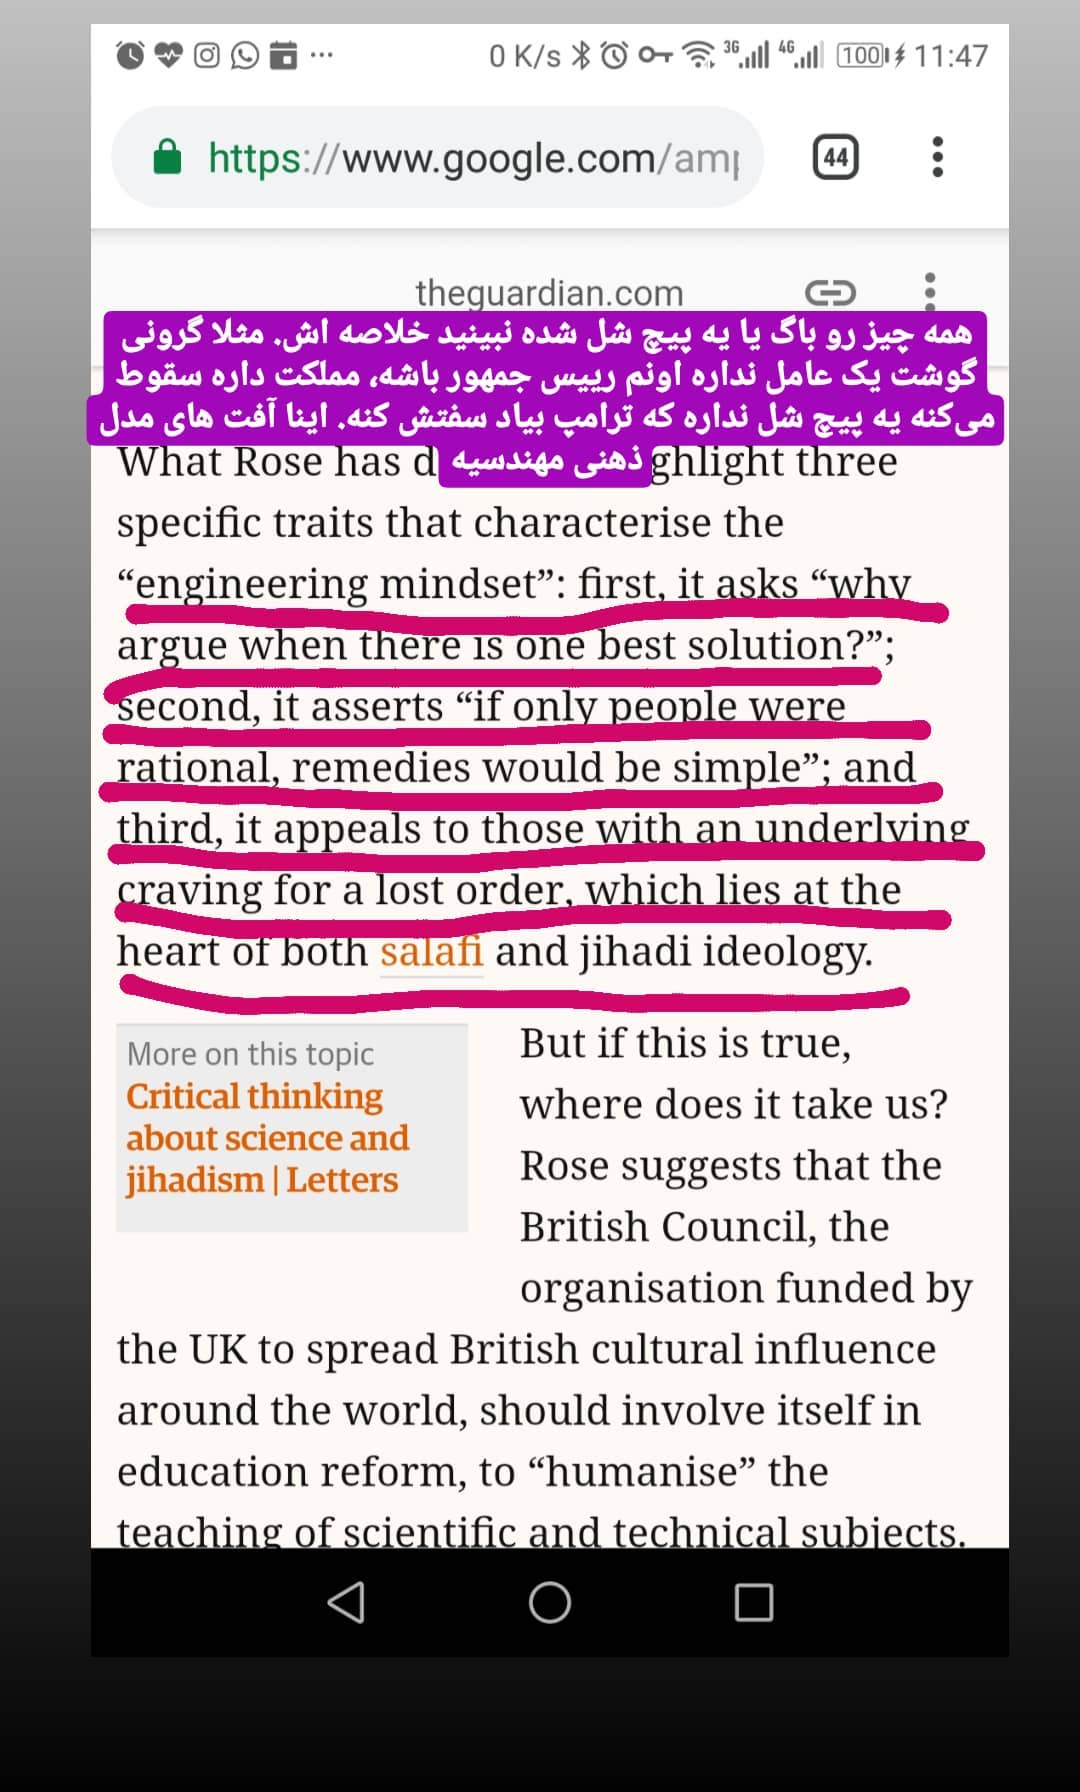 0 K/s 3G 4G 100 11:47
https://www.google.com/amp
44
theguardian.com
همه چیز رو باگ یا یه پیچ شل شده نبینید خلاصه اش. مثلا گرونی
گوشت یک عامل نداره اونم رییس جمهور باشه، مملکت داره سقوط
می‌کنه یه پیچ شل نداره که ترامپ بیاد سفتش کنه. اینا آفت های مدل
ذهنی مهندسیه
What Rose has d ghlight three
specific traits that characterise the
“engineering mindset”: first, it asks “why
argue when there is one best solution?”;
second, it asserts “if only people were
rational, remedies would be simple”; and
third, it appeals to those with an underlying
craving for a lost order, which lies at the
heart of both salafi and jihadi ideology.
More on this topic
Critical thinking
about science and
jihadism | Letters
But if this is true,
where does it take us?
Rose suggests that the
British Council, the
organisation funded by
the UK to spread British cultural influence
around the world, should involve itself in
education reform, to “humanise” the
teaching of scientific and technical subjects.